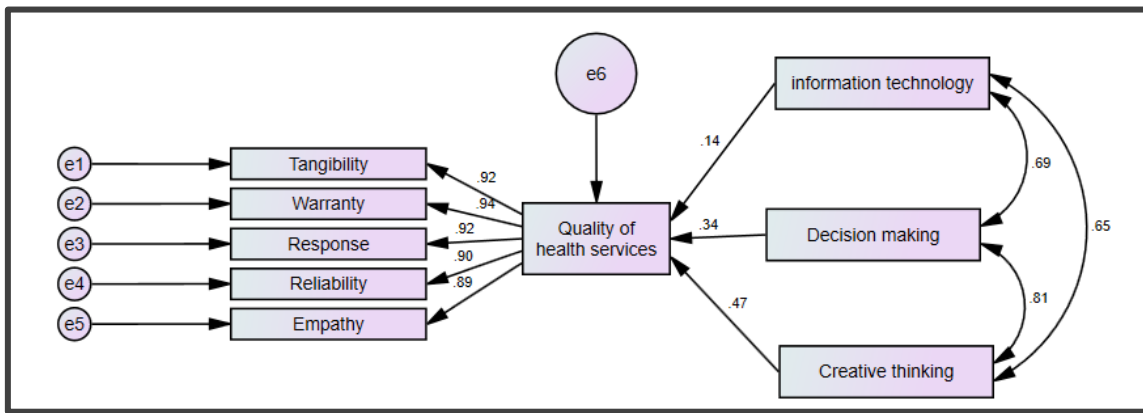 e6
information technology
.14
.69
e1
Tangibility
.92
e2
Warranty
.94
e3
Response
.92
Quality of
health services
.34
Decision making
.65
e4
Reliability
.90
e5
Empathy
.89
.47
.81
Creative thinking